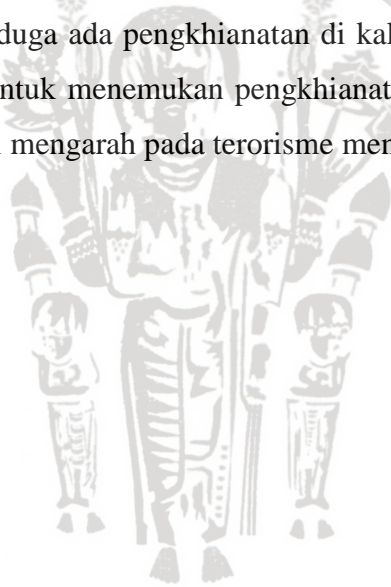 duga ada pengkhianatan di kal
ntuk menemukan pengkhianat
mengarah pada terorisme men